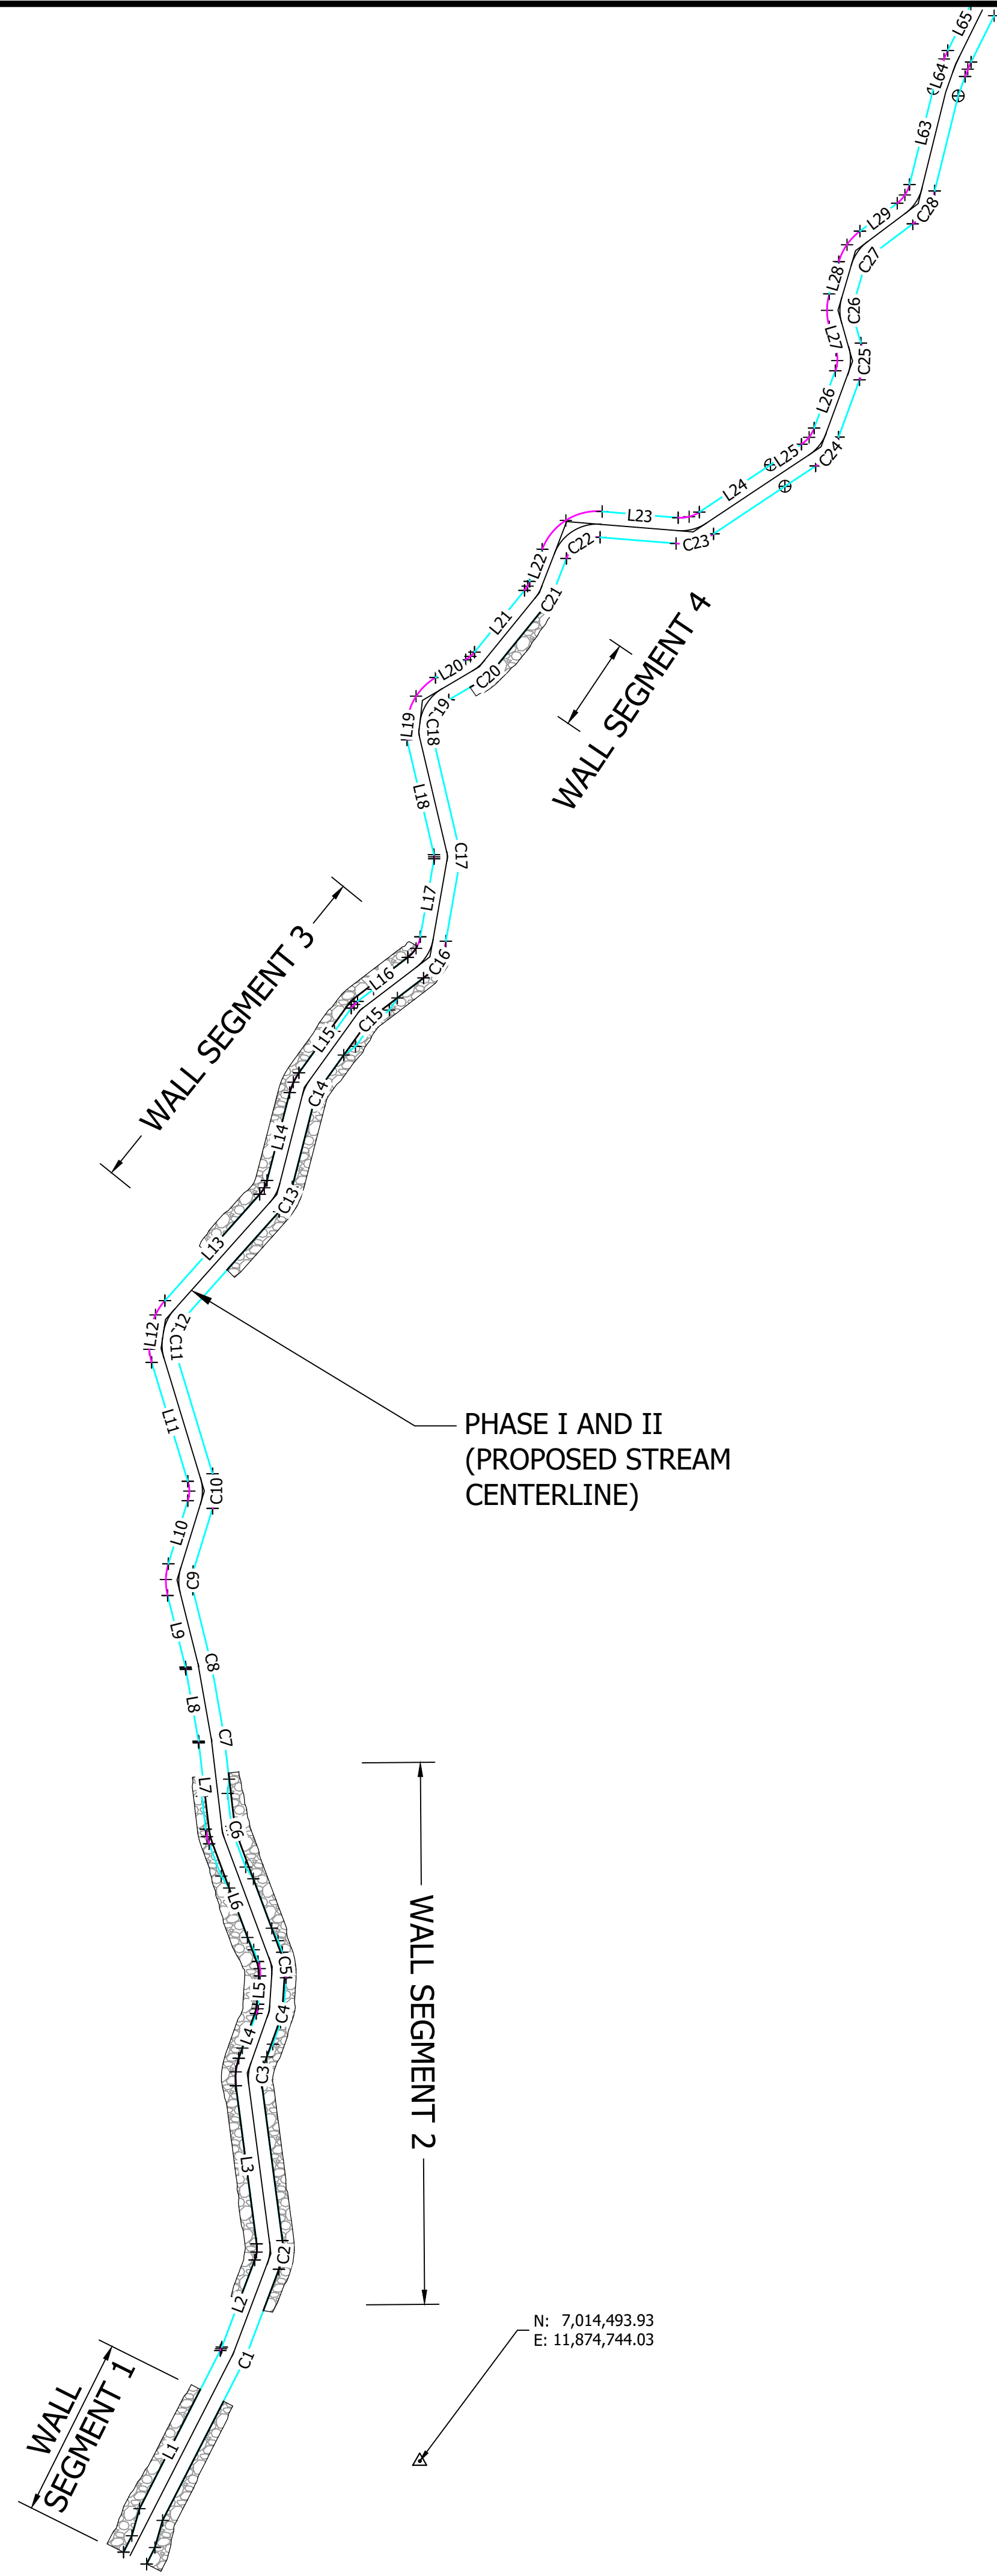 L65
L64
L63
C28
L29
C27
L28
C26
L27
C25
L26
C24
L25
L24
L23
C23
C22
L22
C21
L21
L20
C20
C19
L19
C18
WALL SEGMENT 4
L18
C17
L17
WALL SEGMENT 3
C16
L16
C15
L15
C14
L14
C13
L13
C12
L12
C11
PHASE I AND II
(PROPOSED STREAM
CENTERLINE)
L11
C10
L10
C9
L9
C8
L8
C7
L7
C6
L6
WALL SEGMENT 2
C5
L5
C4
L4
C3
L3
C2
L2
C1
N: 7,014,493.93
E: 11,874,744.03
WALL
SEGMENT 1
L1